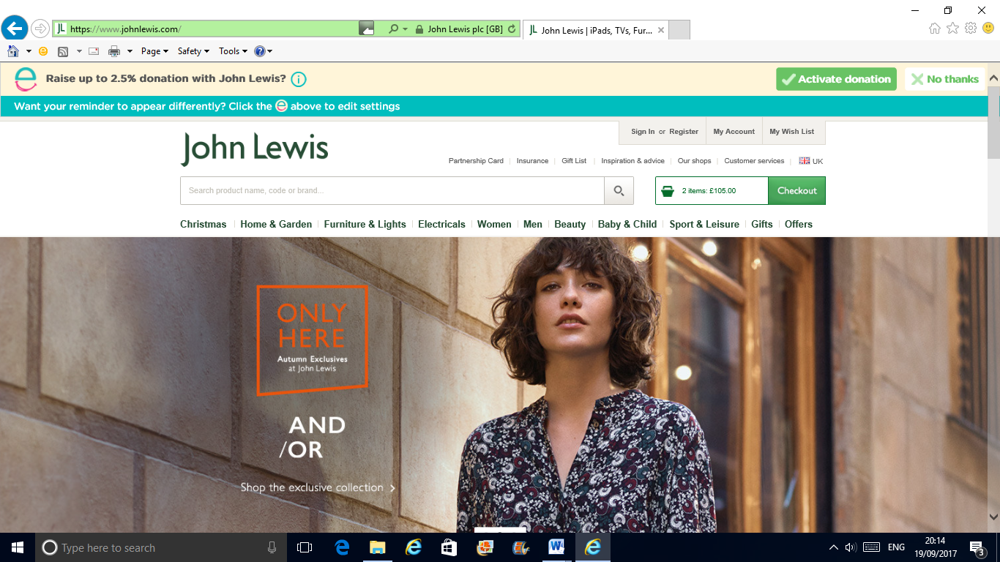 https://www.johnlewis.com/
John Lewis plc [GB]
John Lewis | iPads, TVs, Fur...
Page
Safety
Tools
Raise up to 2.5% donation with John Lewis?
Activate donation
No thanks
Want your reminder to appear differently? Click the e above to edit settings
Sign In or Register
My Account
My Wish List
John Lewis
Partnership Card
Insurance
Gift List
Inspiration & advice
Our shops
Customer services
UK
Search product name, code or brand...
2 items: £105.00
Checkout
Christmas
Home & Garden
Furniture & Lights
Electricals
Women
Men
Beauty
Baby & Child
Sport & Leisure
Gifts
Offers
ONLY
HERE
Autumn Exclusives
at John Lewis
AND
/OR
Shop the exclusive collection >
Type here to search
ENG
20:14
19/09/2017
3